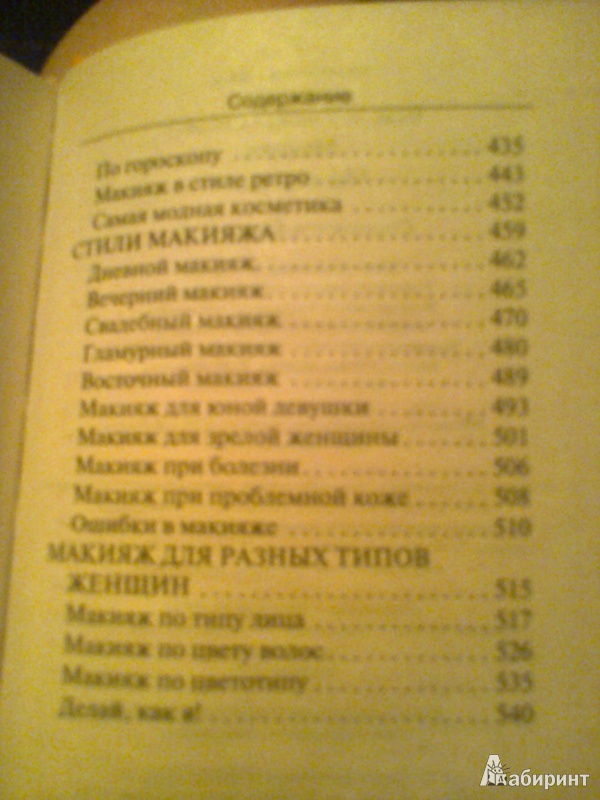 Содержание
По гороскопу ..................... 435
Макияж в стиле ретро ............. 443
Самая модная косметика ........... 452
СТИЛИ МАКИЯЖА .................... 459
Дневной макияж ................... 462
Вечерний макияж .................. 465
Свадебный макияж ................. 470
Гламурный макияж ................. 480
Восточный макияж ................. 489
Макияж для юной девушки .......... 493
Макияж для зрелой женщины ........ 501
Макияж при болезни ............... 506
Макияж при проблемной коже ....... 508
Ошибки в макияже ................. 510
МАКИЯЖ ДЛЯ РАЗНЫХ ТИПОВ
ЖЕНЩИН ........................... 515
Макияж по типу лица .............. 517
Макияж по цвету волос ............ 526
Макияж по цветотипу .............. 535
Делай, как я! .................... 540
Лабиринт